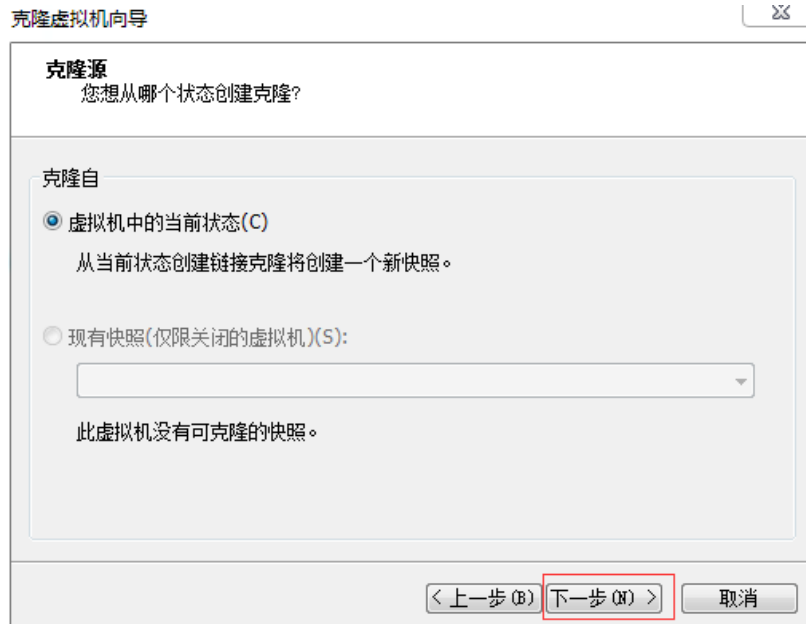 克隆虚拟机向导
克隆源
您想从哪个状态创建克隆?
克隆自
虚拟机中的当前状态(C)
从当前状态创建链接克隆将创建一个新快照。
现有快照(仅限关闭的虚拟机)(S):
此虚拟机没有可克隆的快照。
< 上一步(B) 下一步(N) > 取消